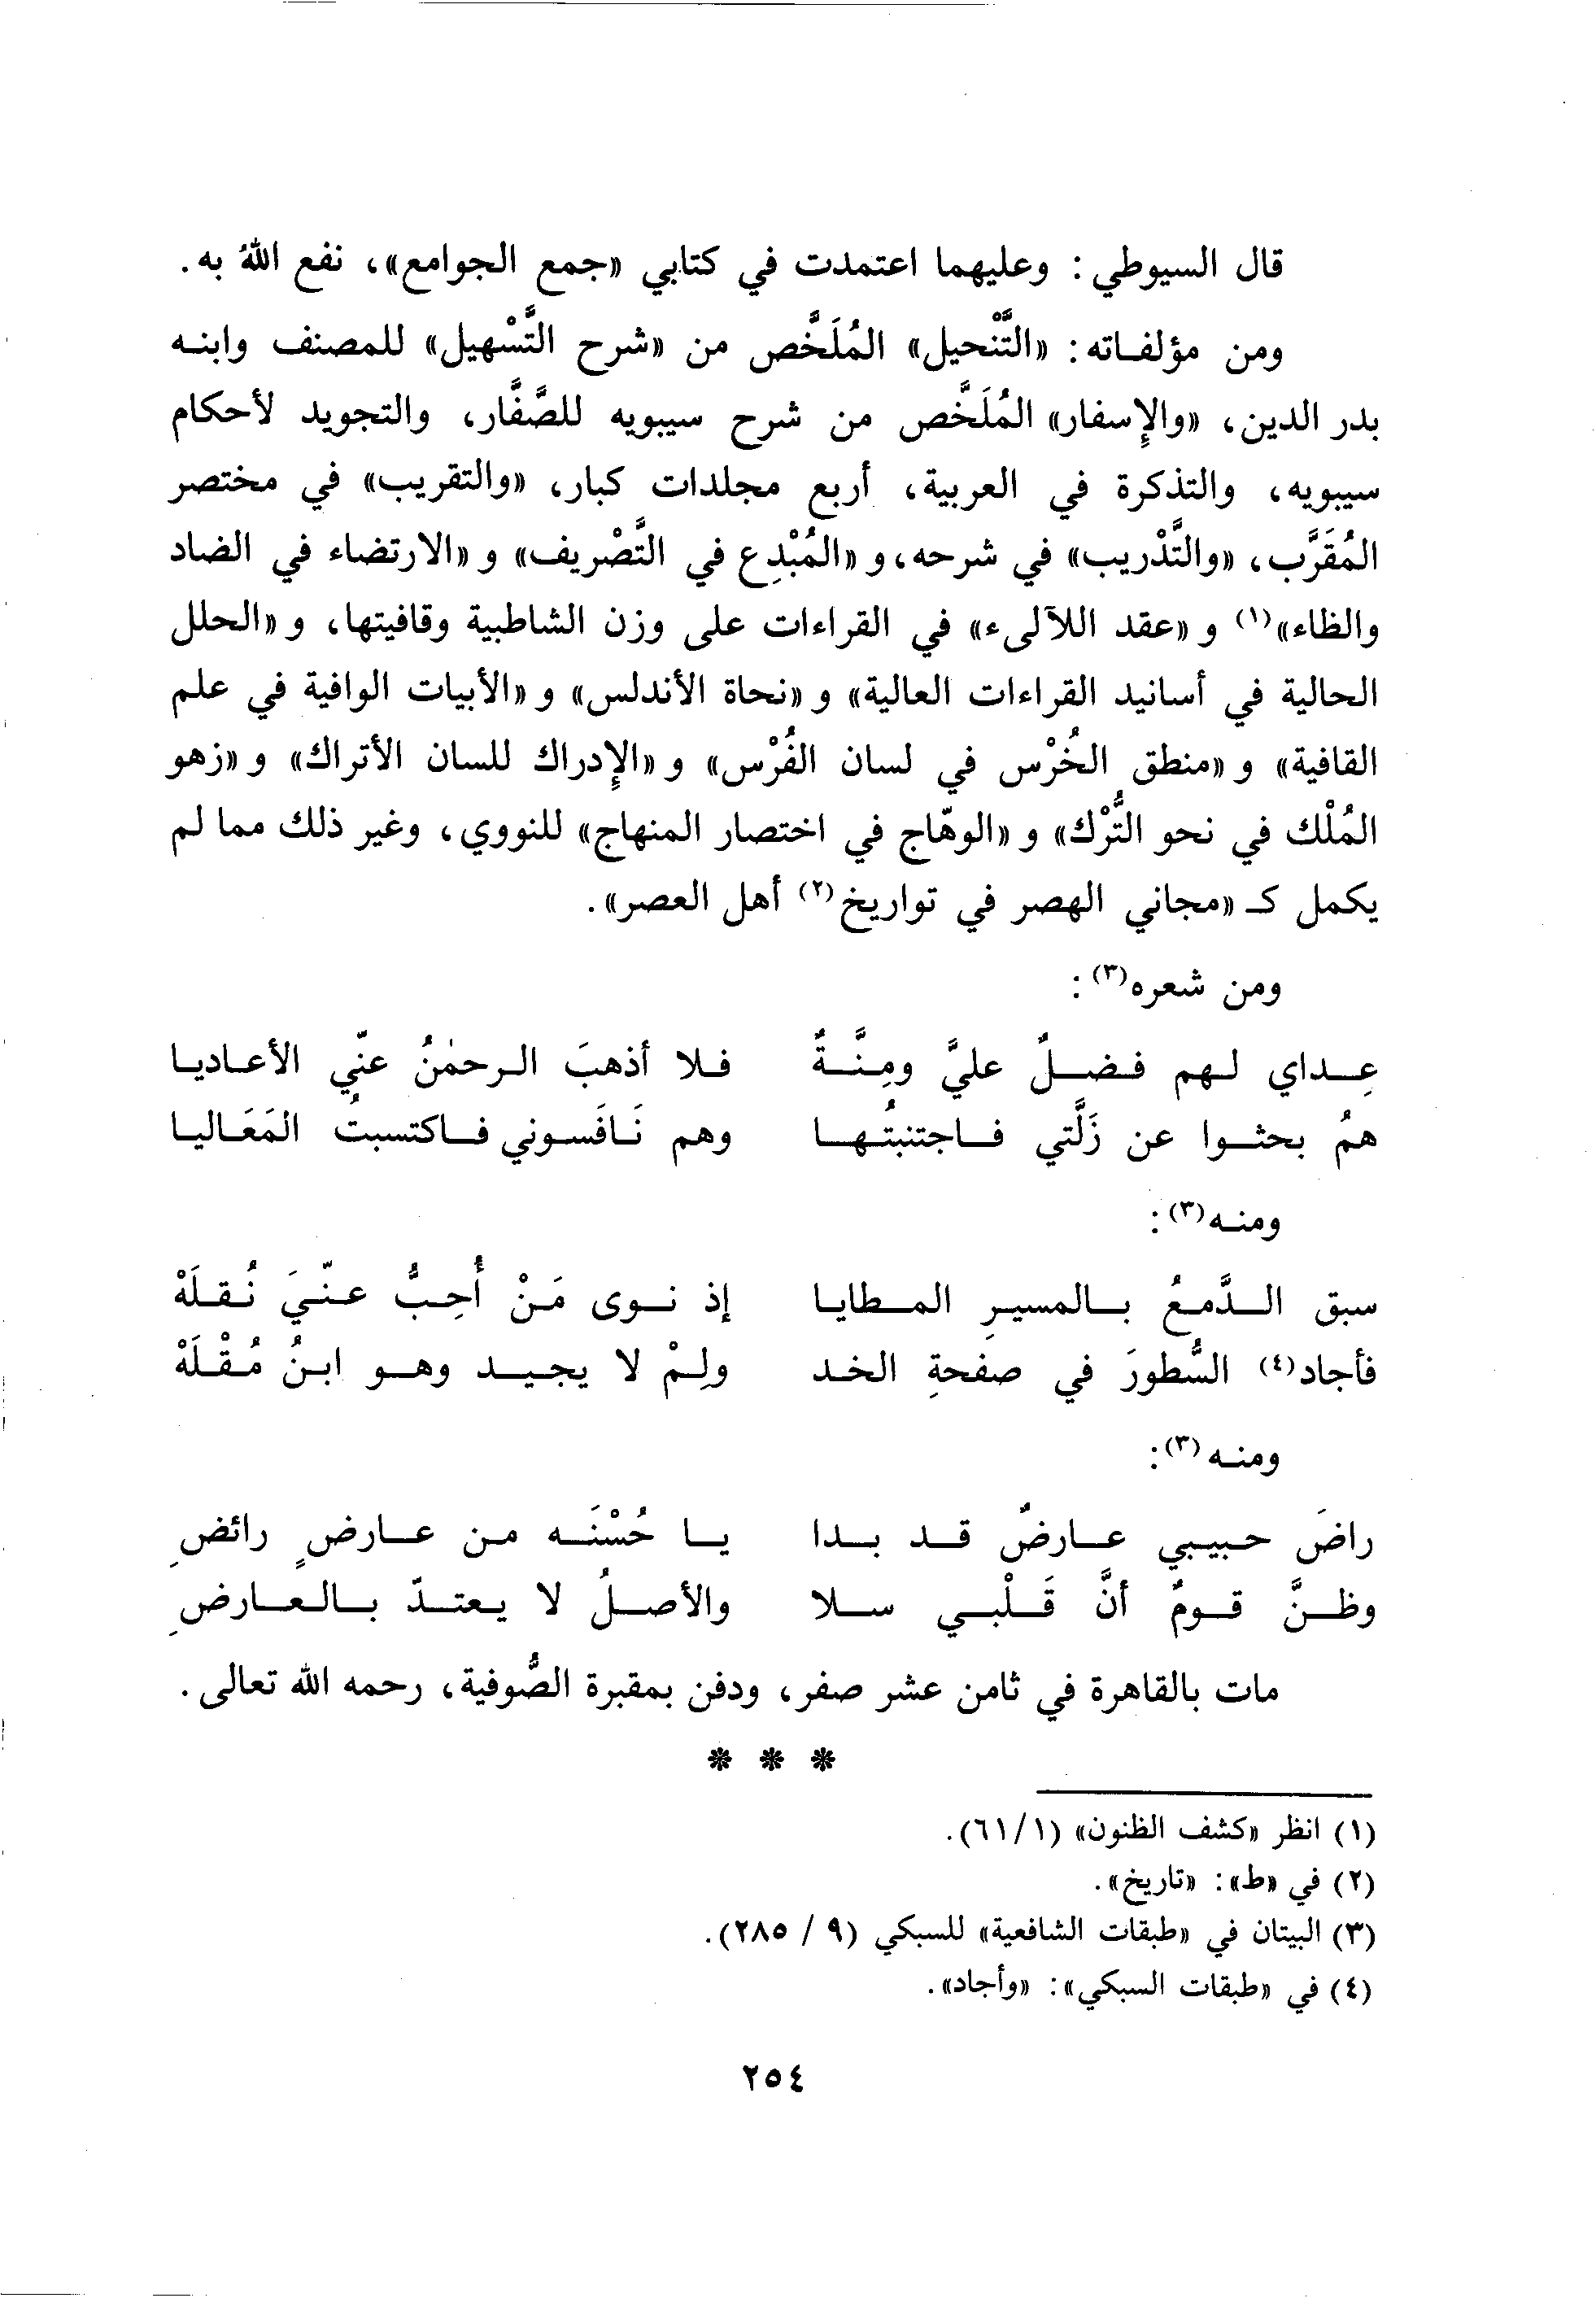 قال السيوطي: وعليهما اعتمدت في كتابي «جمع الجوامع»، نفع اللهُ به.
ومن مؤلفاته: «التَّنْحيل» المُلَخَّص من «شرح التَّسْهيل» للمصنف وابنه
بدر الدين، «والإِسفار» المُلَخَّص من شرح سيبويه للصَّفَّار، والتجويد لأحكام
سيبويه، والتذكرة في العربية، أربع مجلدات كبار، «والتقريب» في مختصر
المُقَرَّب، «والتَّدْريب» في شرحه، و «المُبْدِع في التَّصْريف» و «الارتضاء في الضاد
والظاء»(١) و «عقد اللآلىء» في القراءات على وزن الشاطبية وقافيتها، و «الحلل
الحالية في أسانيد القراءات العالية» و «نحاة الأندلس» و «الأبيات الوافية في علم
القافية» و «منطق الخُرْس في لسان الفُرْس» و «الإِدراك للسان الأتراك» و «زهو
المُلْك في نحو التُّرْك» و «الوهّاج في اختصار المنهاج» للنووي، وغير ذلك مما لم
يكمل كـ «مجاني الهصر في تواريخ(٢) أهل العصر».
ومن شعره(٣):
عِداي لهم فضلٌ عليَّ ومِنَّةٌ فلا أذهبَ الرحمٰنُ عنّي الأعاديا
همُ بحثوا عن زَلَّتي فاجتنبتُها وهم نَافَسوني فاكتسبتُ المَعَاليا
ومنه(٣):
سبق الدَّمعُ بالمسيرِ المطايا إذ نوى مَنْ أُحِبُّ عنّيَ نُقلَهْ
فأجاد(٤) السُّطورَ في صفحةِ الخد ولِمْ لا يجيد وهو ابنُ مُقْلَهْ
ومنه(٣):
راضَ حبيبي عارضٌ قد بدا يا حُسْنَه من عارضٍ رائضِ
وظنَّ قومٌ أنَّ قَلْبي سلا والأصلُ لا يعتدّ بالعارضِ
مات بالقاهرة في ثامن عشر صفر، ودفن بمقبرة الصُّوفية، رحمه الله تعالى.
* * *
(١) انظر «كشف الظنون» (٦١/١).
(٢) في «ط»: «تاريخ».
(٣) البيتان في «طبقات الشافعية» للسبكي (٩ / ٢٨٥).
(٤) في «طبقات السبكي»: «وأجاد».
٢٥٤